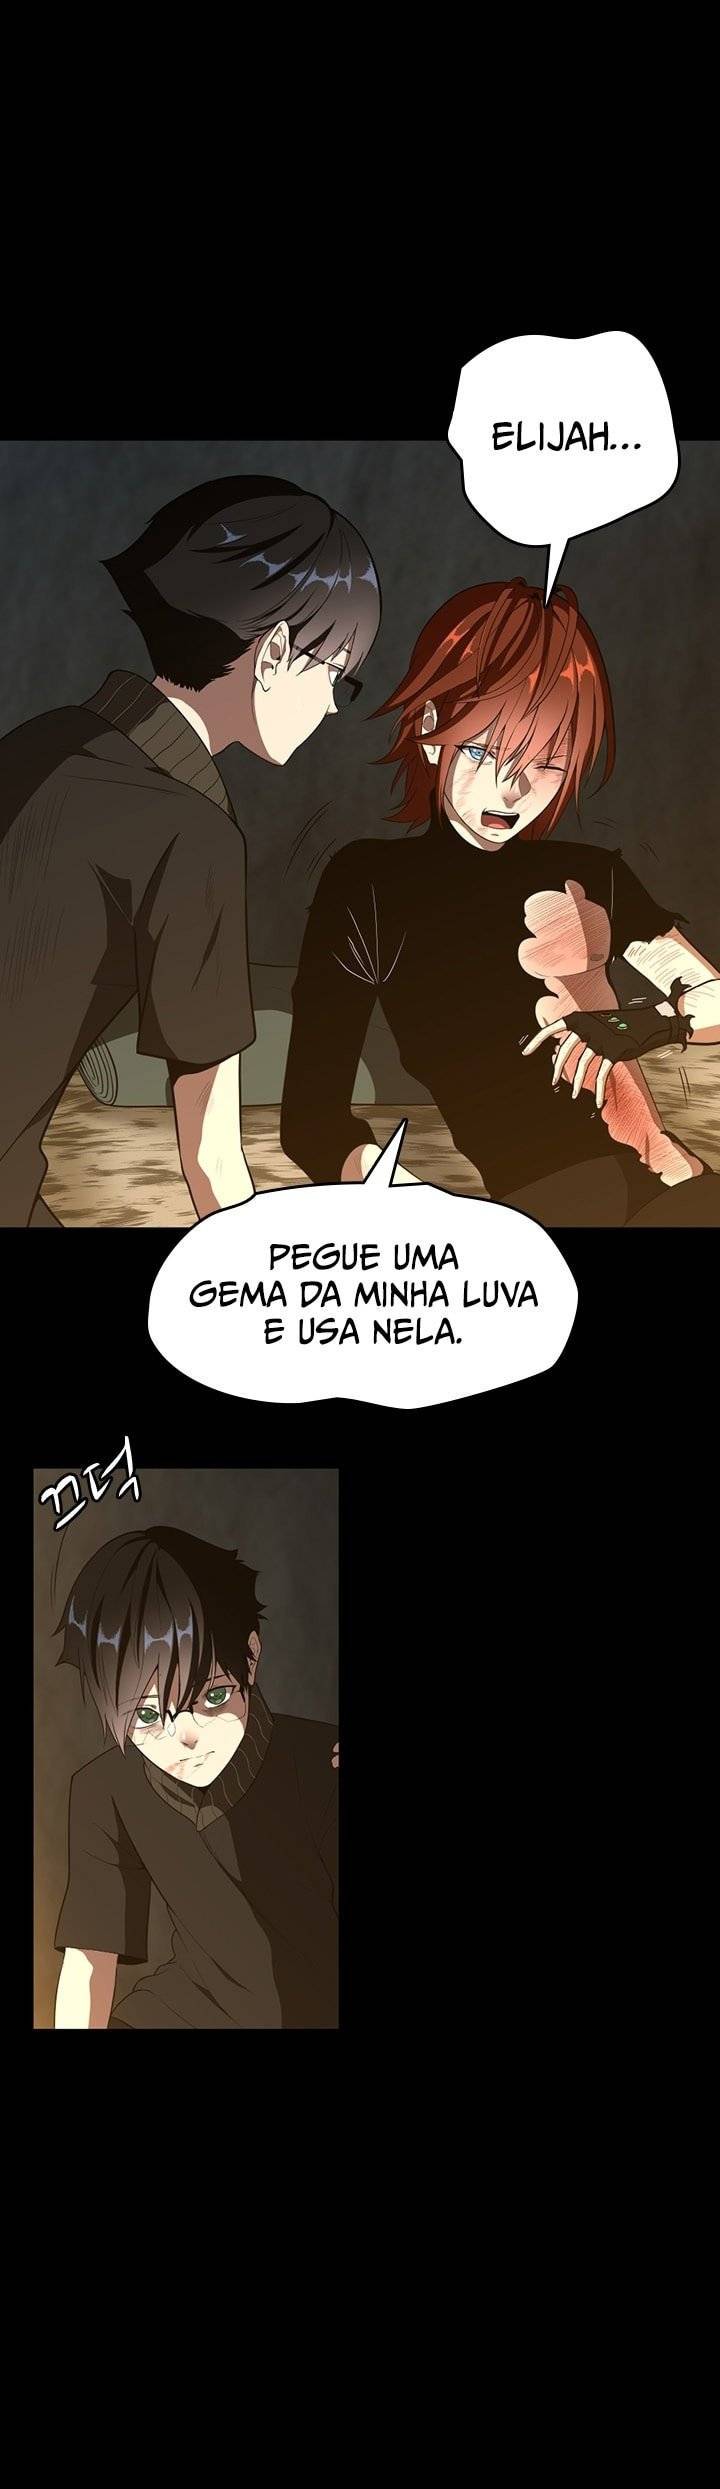 ELIJAH...
PEGUE UMA
GEMA DA MINHA LUVA
E USA NELA.
끄덕